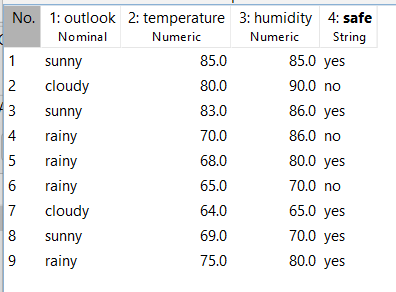 No. 1: outlook 2: temperature 3: humidity 4: safe
Nominal Numeric Numeric String
1 sunny 85.0 85.0 yes
2 cloudy 80.0 90.0 no
3 sunny 83.0 86.0 yes
4 rainy 70.0 86.0 no
5 rainy 68.0 80.0 yes
6 rainy 65.0 70.0 no
7 cloudy 64.0 65.0 yes
8 sunny 69.0 70.0 yes
9 rainy 75.0 80.0 yes